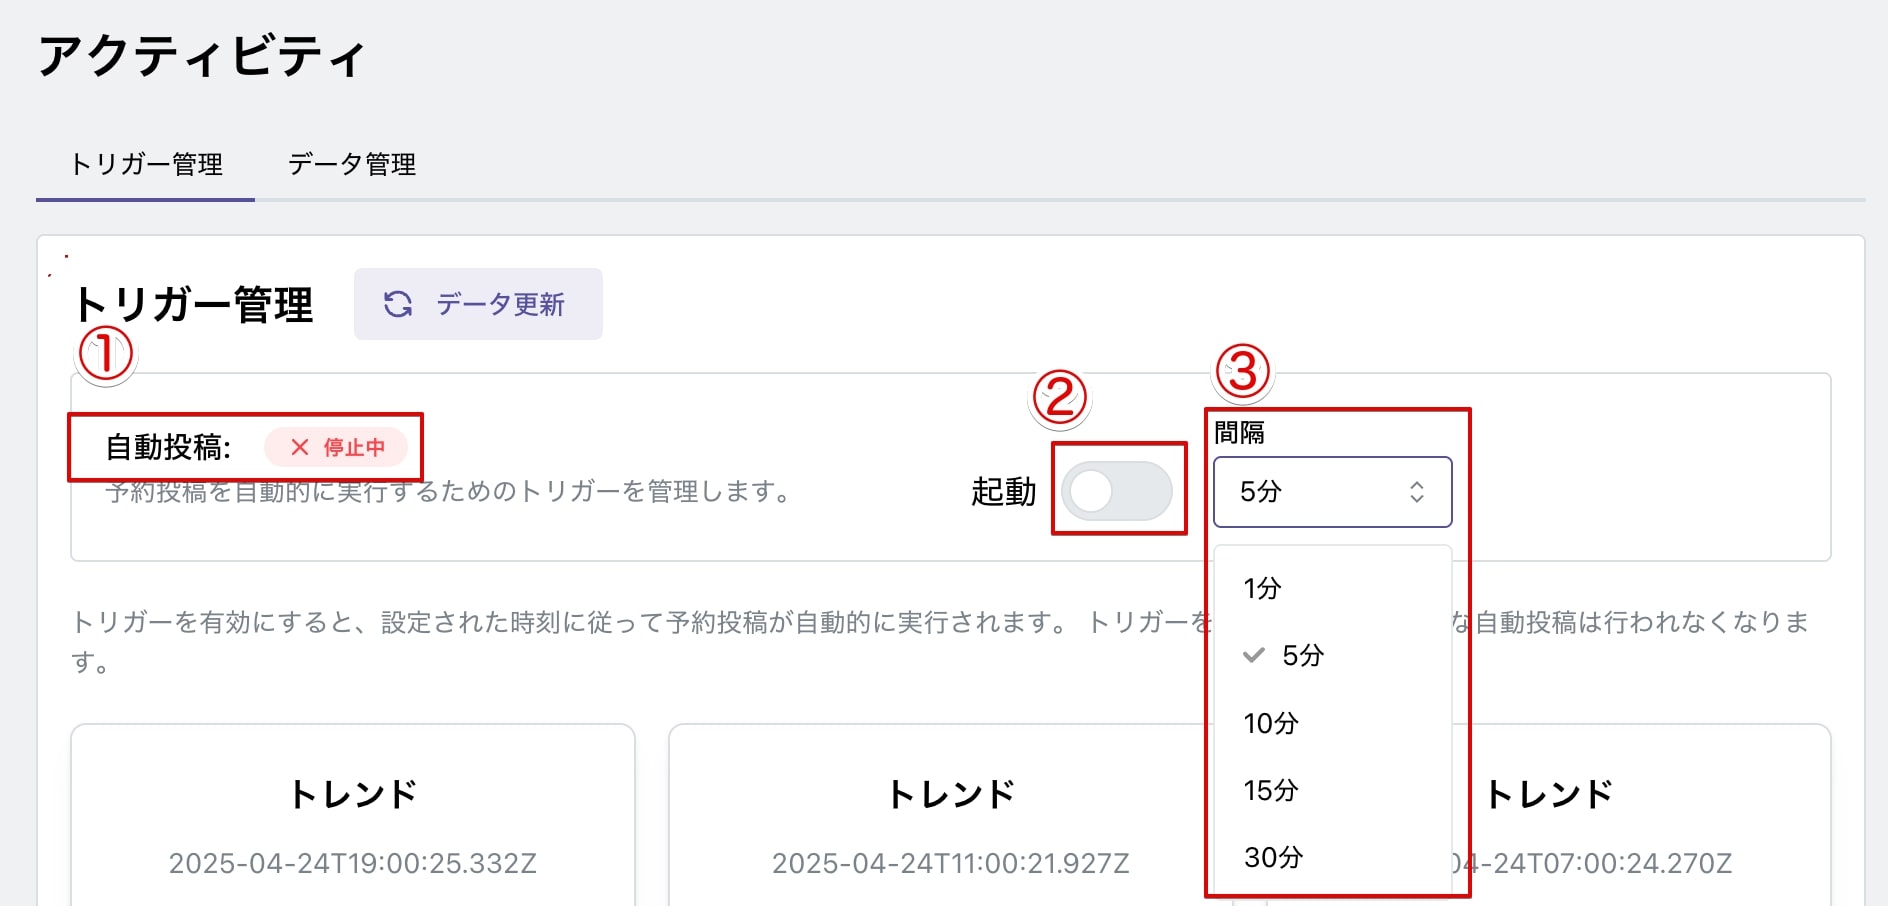 アクティビティ
トリガー管理 データ管理
トリガー管理 データ更新
①
②
③
自動投稿: 停止中
予約投稿を自動的に実行するためのトリガーを管理します。
起動
間隔
5分
1分
5分
10分
15分
30分
トリガーを有効にすると、設定された時刻に従って予約投稿が自動的に実行されます。 トリガーを
な自動投稿は行われなくなりま
す。
トレンド
2025-04-24T19:00:25.332Z
トレンド
2025-04-24T11:00:21.927Z
トレンド
04-24T07:00:24.270Z